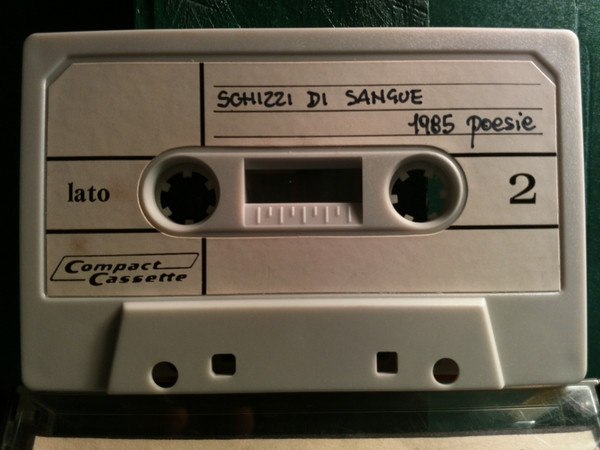 SCHIZZI DI SANGUE
1985 poesie
lato 2
Compact
Cassette